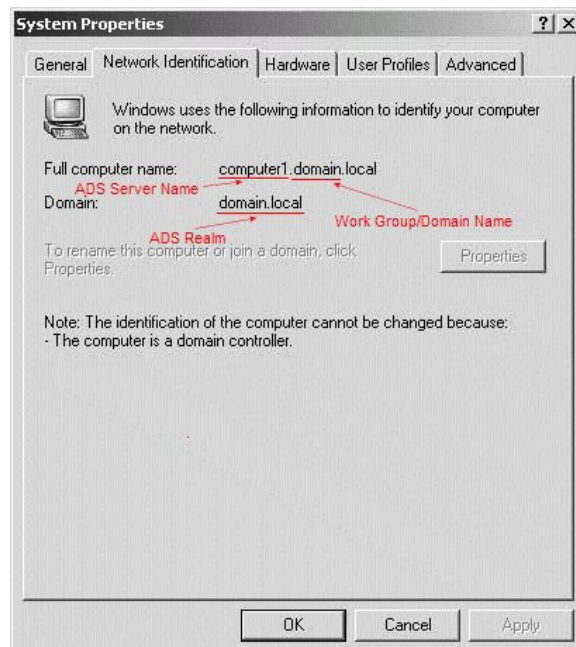 System Properties
? X
General Network Identification Hardware User Profiles Advanced
Windows uses the following information to identify your computer
on the network.
Full computer name: computer1.domain.local
ADS Server Name
Domain: domain.local
Work Group/Domain Name
ADS Realm
To rename this computer or join a domain, click
Properties.
Properties
Note: The identification of the computer cannot be changed because:
- The computer is a domain controller.
OK Cancel Apply